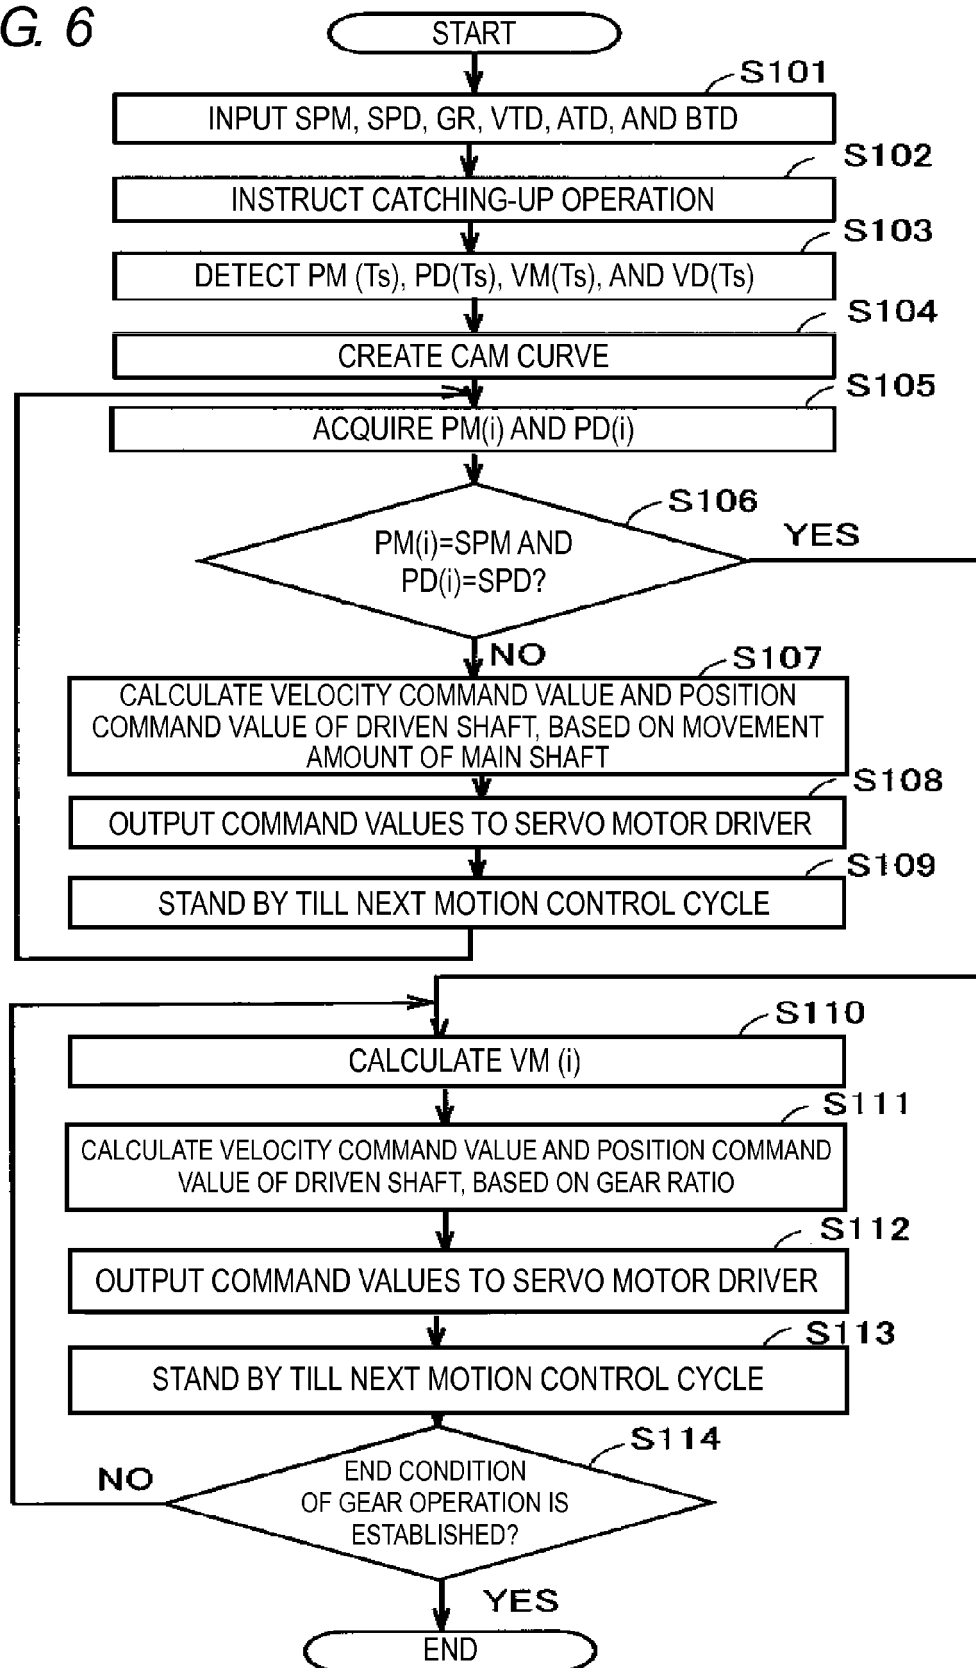 G. 6
START
S101
INPUT SPM, SPD, GR, VTD, ATD, AND BTD
S102
INSTRUCT CATCHING-UP OPERATION
S103
DETECT PM (Ts), PD(Ts), VM(Ts), AND VD(Ts)
S104
CREATE CAM CURVE
S105
ACQUIRE PM(i) AND PD(i)
S106
PM(i)=SPM AND
PD(i)=SPD?
YES
NO
S107
CALCULATE VELOCITY COMMAND VALUE AND POSITION
COMMAND VALUE OF DRIVEN SHAFT, BASED ON MOVEMENT
AMOUNT OF MAIN SHAFT
S108
OUTPUT COMMAND VALUES TO SERVO MOTOR DRIVER
S109
STAND BY TILL NEXT MOTION CONTROL CYCLE
S110
CALCULATE VM (i)
S111
CALCULATE VELOCITY COMMAND VALUE AND POSITION COMMAND
VALUE OF DRIVEN SHAFT, BASED ON GEAR RATIO
S112
OUTPUT COMMAND VALUES TO SERVO MOTOR DRIVER
S113
STAND BY TILL NEXT MOTION CONTROL CYCLE
S114
NO
END CONDITION
OF GEAR OPERATION IS
ESTABLISHED?
YES
END